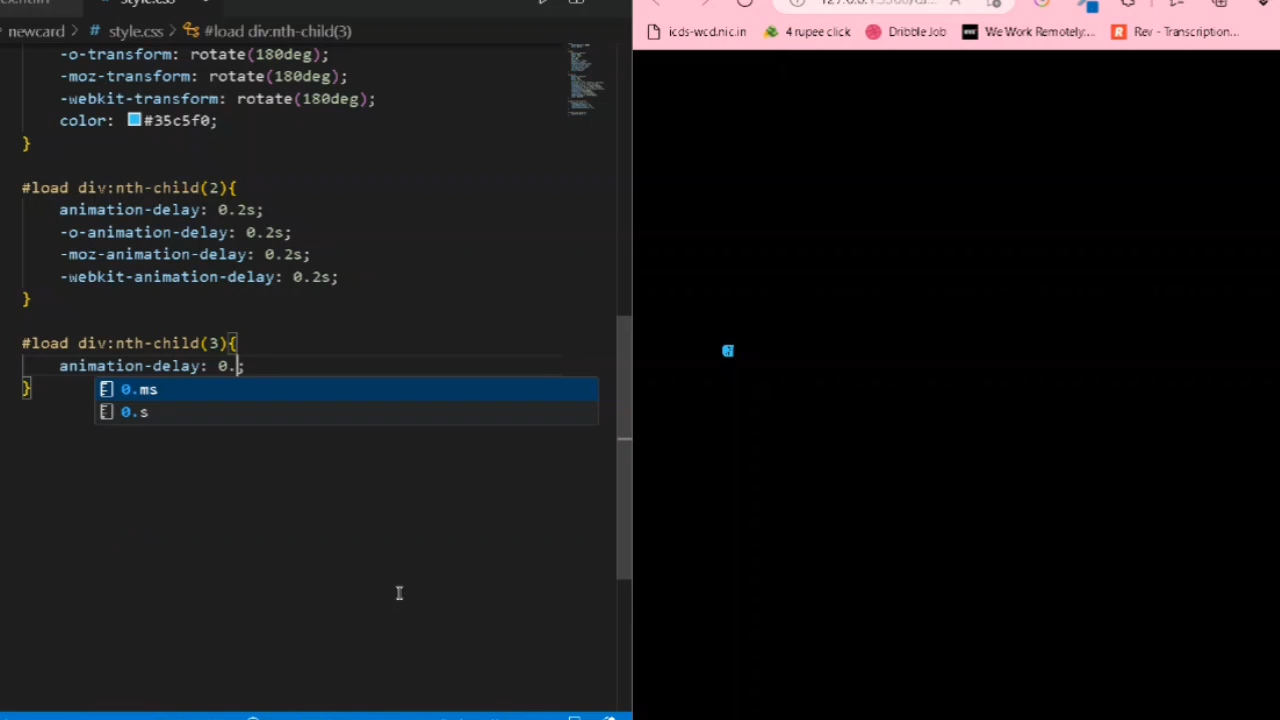 style.css
newcard > style.css > #load div:nth-child(3)
-o-transform: rotate(180deg);
-moz-transform: rotate(180deg);
-webkit-transform: rotate(180deg);
color: #35c5f0;
}
#load div:nth-child(2){
animation-delay: 0.2s;
-o-animation-delay: 0.2s;
-moz-animation-delay: 0.2s;
-webkit-animation-delay: 0.2s;
}
#load div:nth-child(3){
animation-delay: 0.;
}
0.ms
0.s
icds-wcd.nic.in
4 rupee click
Dribble Job
We Work Remotely:...
Rev - Transcription...